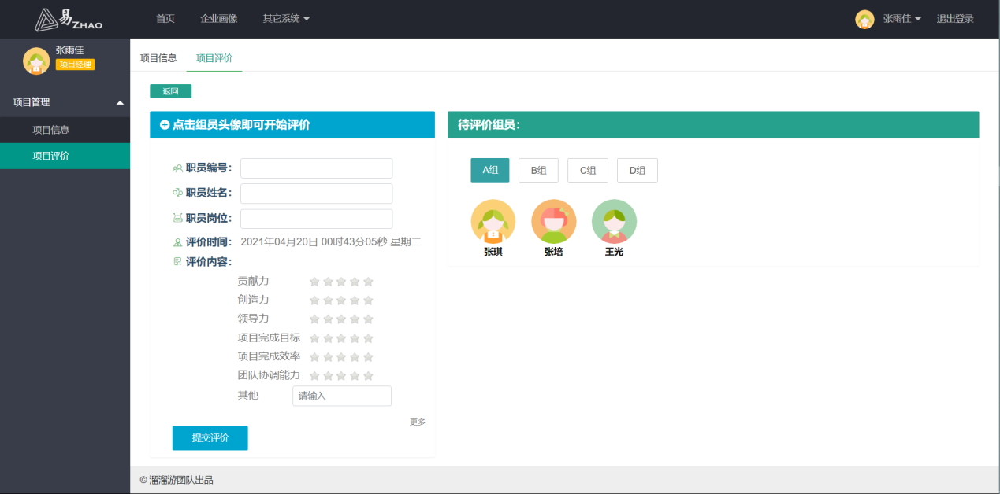 易ZHAO
首页 企业画像 其它系统
张雨佳 退出登录
张雨佳
项目经理
项目管理
项目信息
项目评价
项目信息 项目评价
返回
点击组员头像即可开始评价
职员编号:
职员姓名:
职员岗位:
评价时间: 2021年04月20日 00时43分05秒 星期二
评价内容:
贡献力
创造力
领导力
项目完成目标
项目完成效率
团队协调能力
其他 请输入
更多
提交评价
待评价组员:
A组 B组 C组 D组
张琪 张培 王光
© 溜溜游团队出品